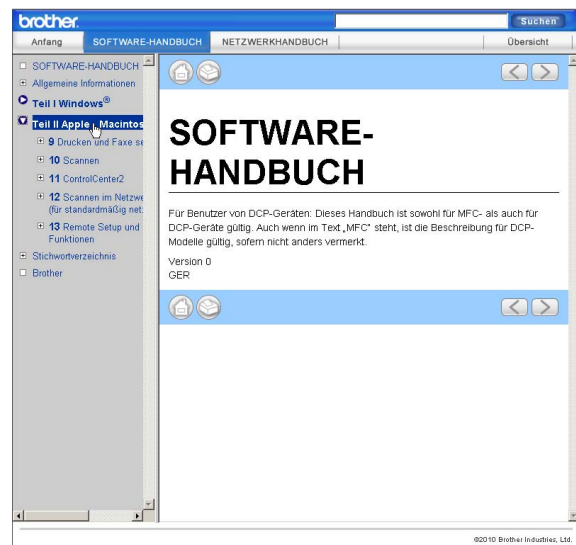 brother.
Suchen
Anfang SOFTWARE-HANDBUCH NETZWERKHANDBUCH Übersicht
SOFTWARE-HANDBUCH
Allgemeine Informationen
Teil I Windows®
Teil II Apple Macintos
9 Drucken und Faxe se
10 Scannen
11 ControlCenter2
12 Scannen im Netzwe
(für standardmäßig net
13 Remote Setup und
Funktionen
Stichwortverzeichnis
Brother
SOFTWARE-
HANDBUCH
Für Benutzer von DCP-Geräten: Dieses Handbuch ist sowohl für MFC- als auch für
DCP-Geräte gültig. Auch wenn im Text „MFC“ steht, ist die Beschreibung für DCP-
Modelle gültig, sofern nicht anders vermerkt.
Version 0
GER
©2010 Brother Industries, Ltd.